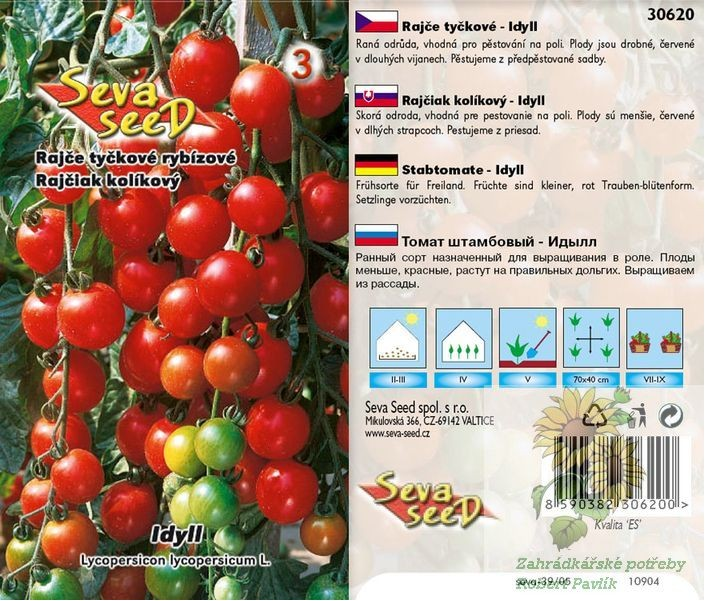 3
Seva
seeD
Rajče tyčkové rybízové
Rajčiak kolíkový
Idyll
Lycopersicon lycopersicum L.
30620
Rajče tyčkové - Idyll
Raná odrůda, vhodná pro pěstování na poli. Plody jsou drobné, červené
v dlouhých vijanech. Pěstujeme z předpěstované sadby.
Rajčiak kolíkový - Idyll
Skorá odroda, vhodná pre pestovanie na poli. Plody sú menšie, červené
v dlhých strapcoch. Pestujeme z priesad.
Stabtomate - Idyll
Frühsorte für Freiland. Früchte sind kleiner, rot Trauben-blütenform.
Setzlinge vorzüchten.
Томат штамбовый - Идылл
Ранный сорт назначенный для выращивания в роле. Плоды
меньше, красные, растут на правильных дольгих. Выращиваем
из рассады.
II-III IV V 70x40 cm VII-IX
Seva Seed spol. s r.o.
Mikulovská 366, CZ-69142 VALTICE
www.seva-seed.cz
Seva
seeD
8 590382 306200 >
Kvalita 'ES'
Zahrádkářské potřeby
Robert Pavlík
seva-39/05 10904